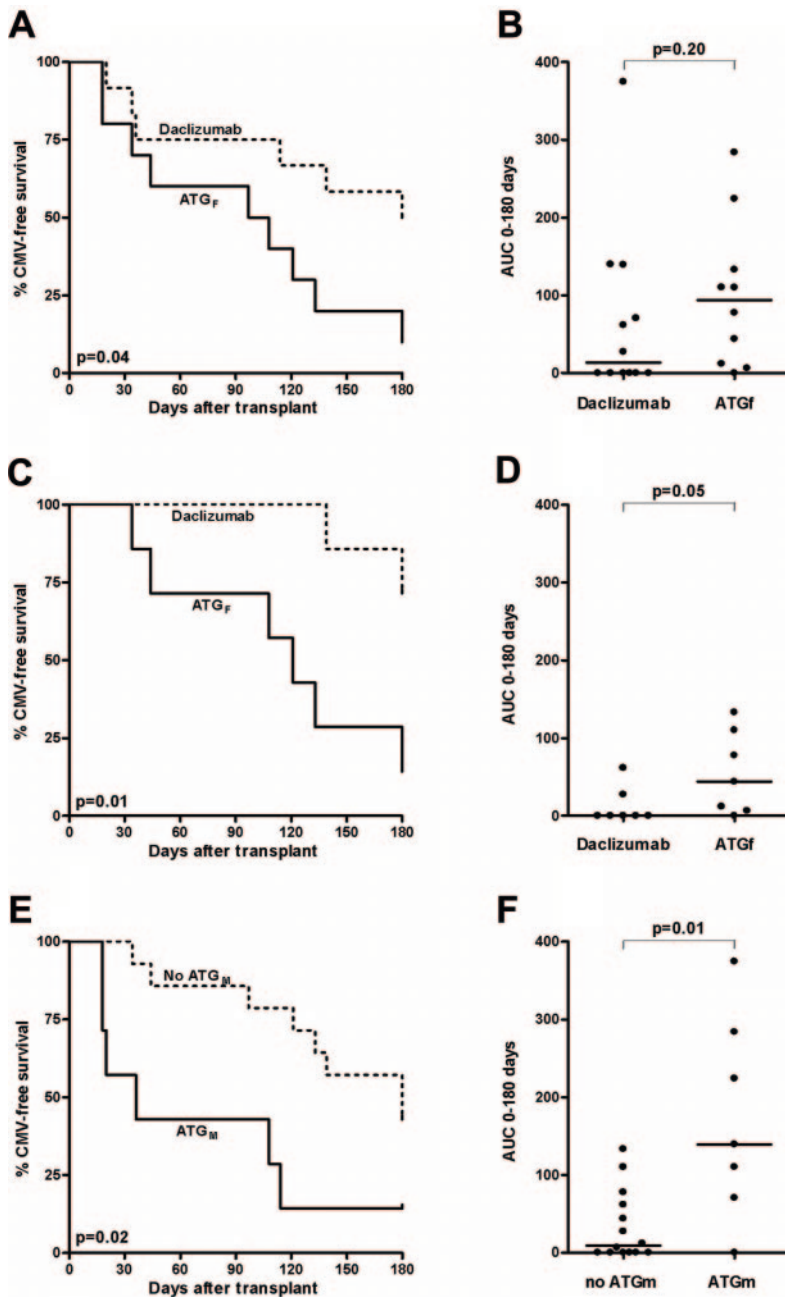 A
% CMV-free survival
100
75
50
25
0
Daclizumab
ATGF
p=0.04
0 30 60 90 120 150 180
Days after transplant
B
p=0.20
AUC 0-180 days
400
300
200
100
0
Daclizumab ATGf
C
% CMV-free survival
100
75
50
25
0
Daclizumab
ATGF
p=0.01
0 30 60 90 120 150 180
Days after transplant
D
p=0.05
AUC 0-180 days
400
300
200
100
0
Daclizumab ATGf
E
% CMV-free survival
100
75
50
25
0
No ATGM
ATGM
p=0.02
0 30 60 90 120 150 180
Days after transplant
F
p=0.01
AUC 0-180 days
400
300
200
100
0
no ATGm ATGm